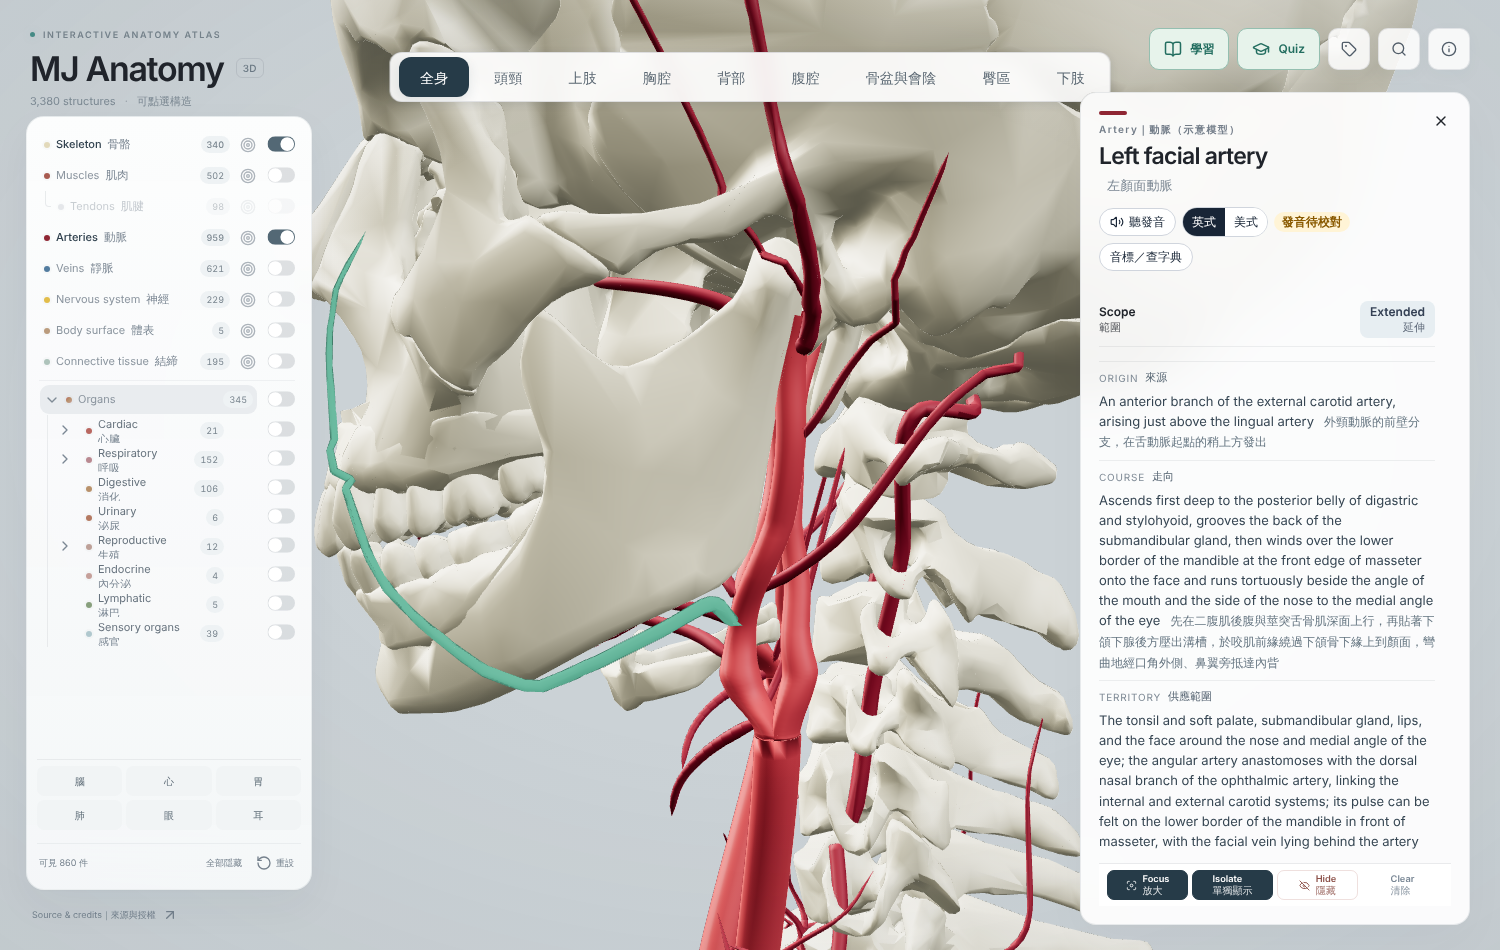 INTERACTIVE ANATOMY ATLAS
MJ Anatomy 3D
3,380 structures · 可點選構造
全身 頭頸 上肢 胸腔 背部 腹腔 骨盆與會陰 臀區 下肢
學習 Quiz
Skeleton 骨骼 340
Muscles 肌肉 502
Tendons 肌腱 98
Arteries 動脈 959
Veins 靜脈 621
Nervous system 神經 229
Body surface 體表 5
Connective tissue 結締 195
Organs 345
Cardiac 21
心臟
Respiratory 152
呼吸
Digestive 106
消化
Urinary 6
泌尿
Reproductive 12
生殖
Endocrine 4
內分泌
Lymphatic 5
淋巴
Sensory organs 39
感官
腦 心 胃
肺 眼 耳
可見 860 件 全部隱藏 重設
Source & credits | 來源與授權
Artery | 動脈（示意模型）
Left facial artery
左顏面動脈
聽發音 英式 美式 發音待校對
音標／查字典
Scope Extended
範圍 延伸
ORIGIN 來源
An anterior branch of the external carotid artery,
arising just above the lingual artery 外頸動脈的前壁分
支，在舌動脈起點的稍上方發出
COURSE 走向
Ascends first deep to the posterior belly of digastric
and stylohyoid, grooves the back of the
submandibular gland, then winds over the lower
border of the mandible at the front edge of masseter
onto the face and runs tortuously beside the angle of
the mouth and the side of the nose to the medial angle
of the eye 先在二腹肌後腹與莖突舌骨肌深面上行，再貼著下
頜下腺後方壓出溝槽，於咬肌前緣繞過下頜骨下緣上到顏面，彎
曲地經口角外側、鼻翼旁抵達內眥
TERRITORY 供應範圍
The tonsil and soft palate, submandibular gland, lips,
and the face around the nose and medial angle of the
eye; the angular artery anastomoses with the dorsal
nasal branch of the ophthalmic artery, linking the
internal and external carotid systems; its pulse can be
felt on the lower border of the mandible in front of
masseter, with the facial vein lying behind the artery
Focus Isolate Hide Clear
放大 單獨顯示 隱藏 清除